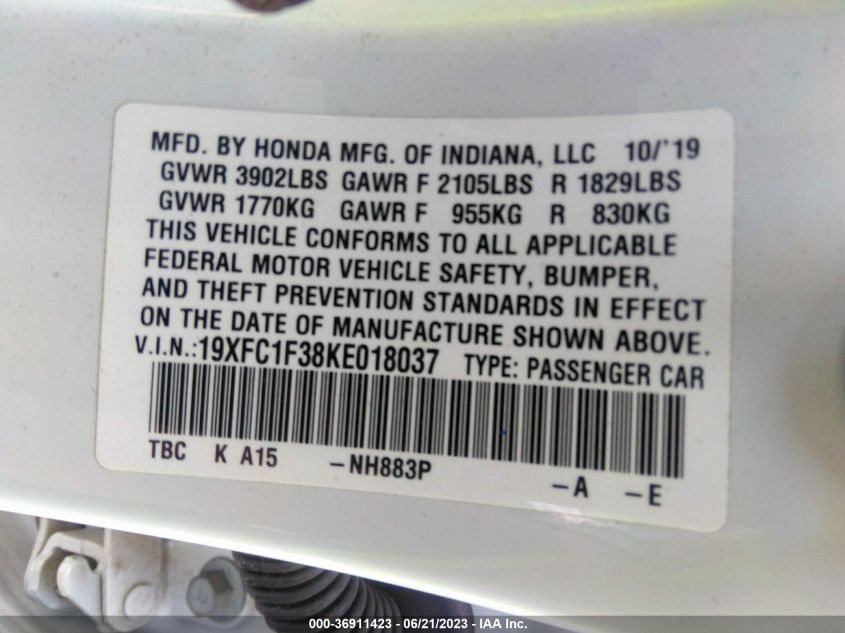 MFD. BY HONDA MFG. OF INDIANA, LLC 10/'19
GVWR 3902LBS GAWR F 2105LBS R 1829LBS
GVWR 1770KG GAWR F 955KG R 830KG
THIS VEHICLE CONFORMS TO ALL APPLICABLE
FEDERAL MOTOR VEHICLE SAFETY, BUMPER,
AND THEFT PREVENTION STANDARDS IN EFFECT
ON THE DATE OF MANUFACTURE SHOWN ABOVE.
V.I.N.:19XFC1F38KE018037 TYPE: PASSENGER CAR
TBC K A15 -NH883P -A -E
000-36911423 - 06/21/2023 - IAA Inc.